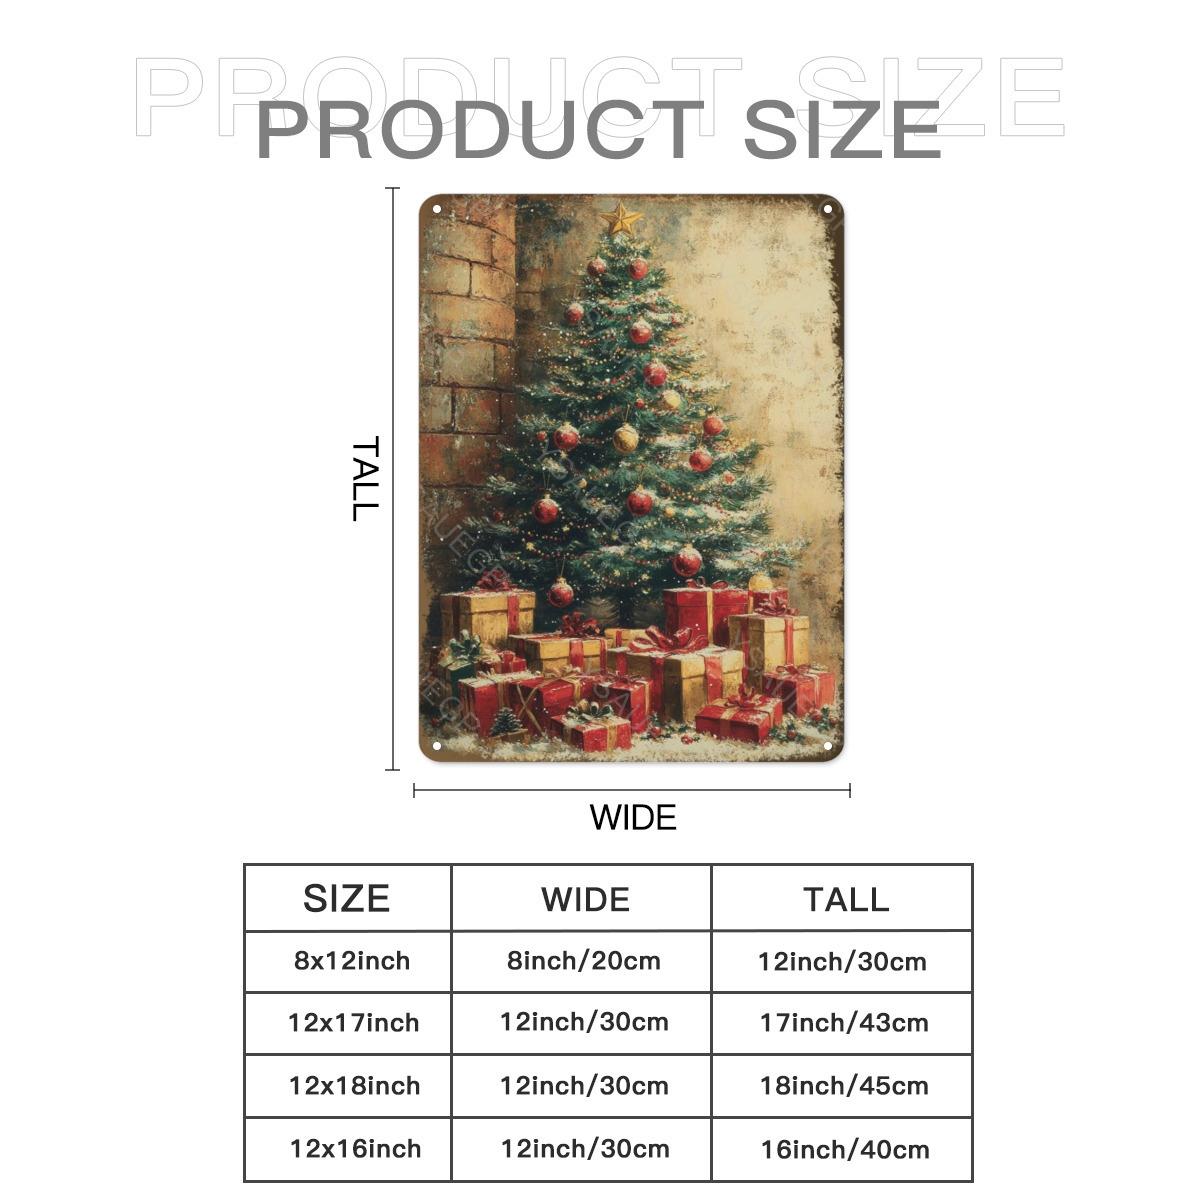 PRODUCT SIZE
PRODUCT SIZE
TALL
WIDE
SIZE WIDE TALL
8x12inch 8inch/20cm 12inch/30cm
12x17inch 12inch/30cm 17inch/43cm
12x18inch 12inch/30cm 18inch/45cm
12x16inch 12inch/30cm 16inch/40cm